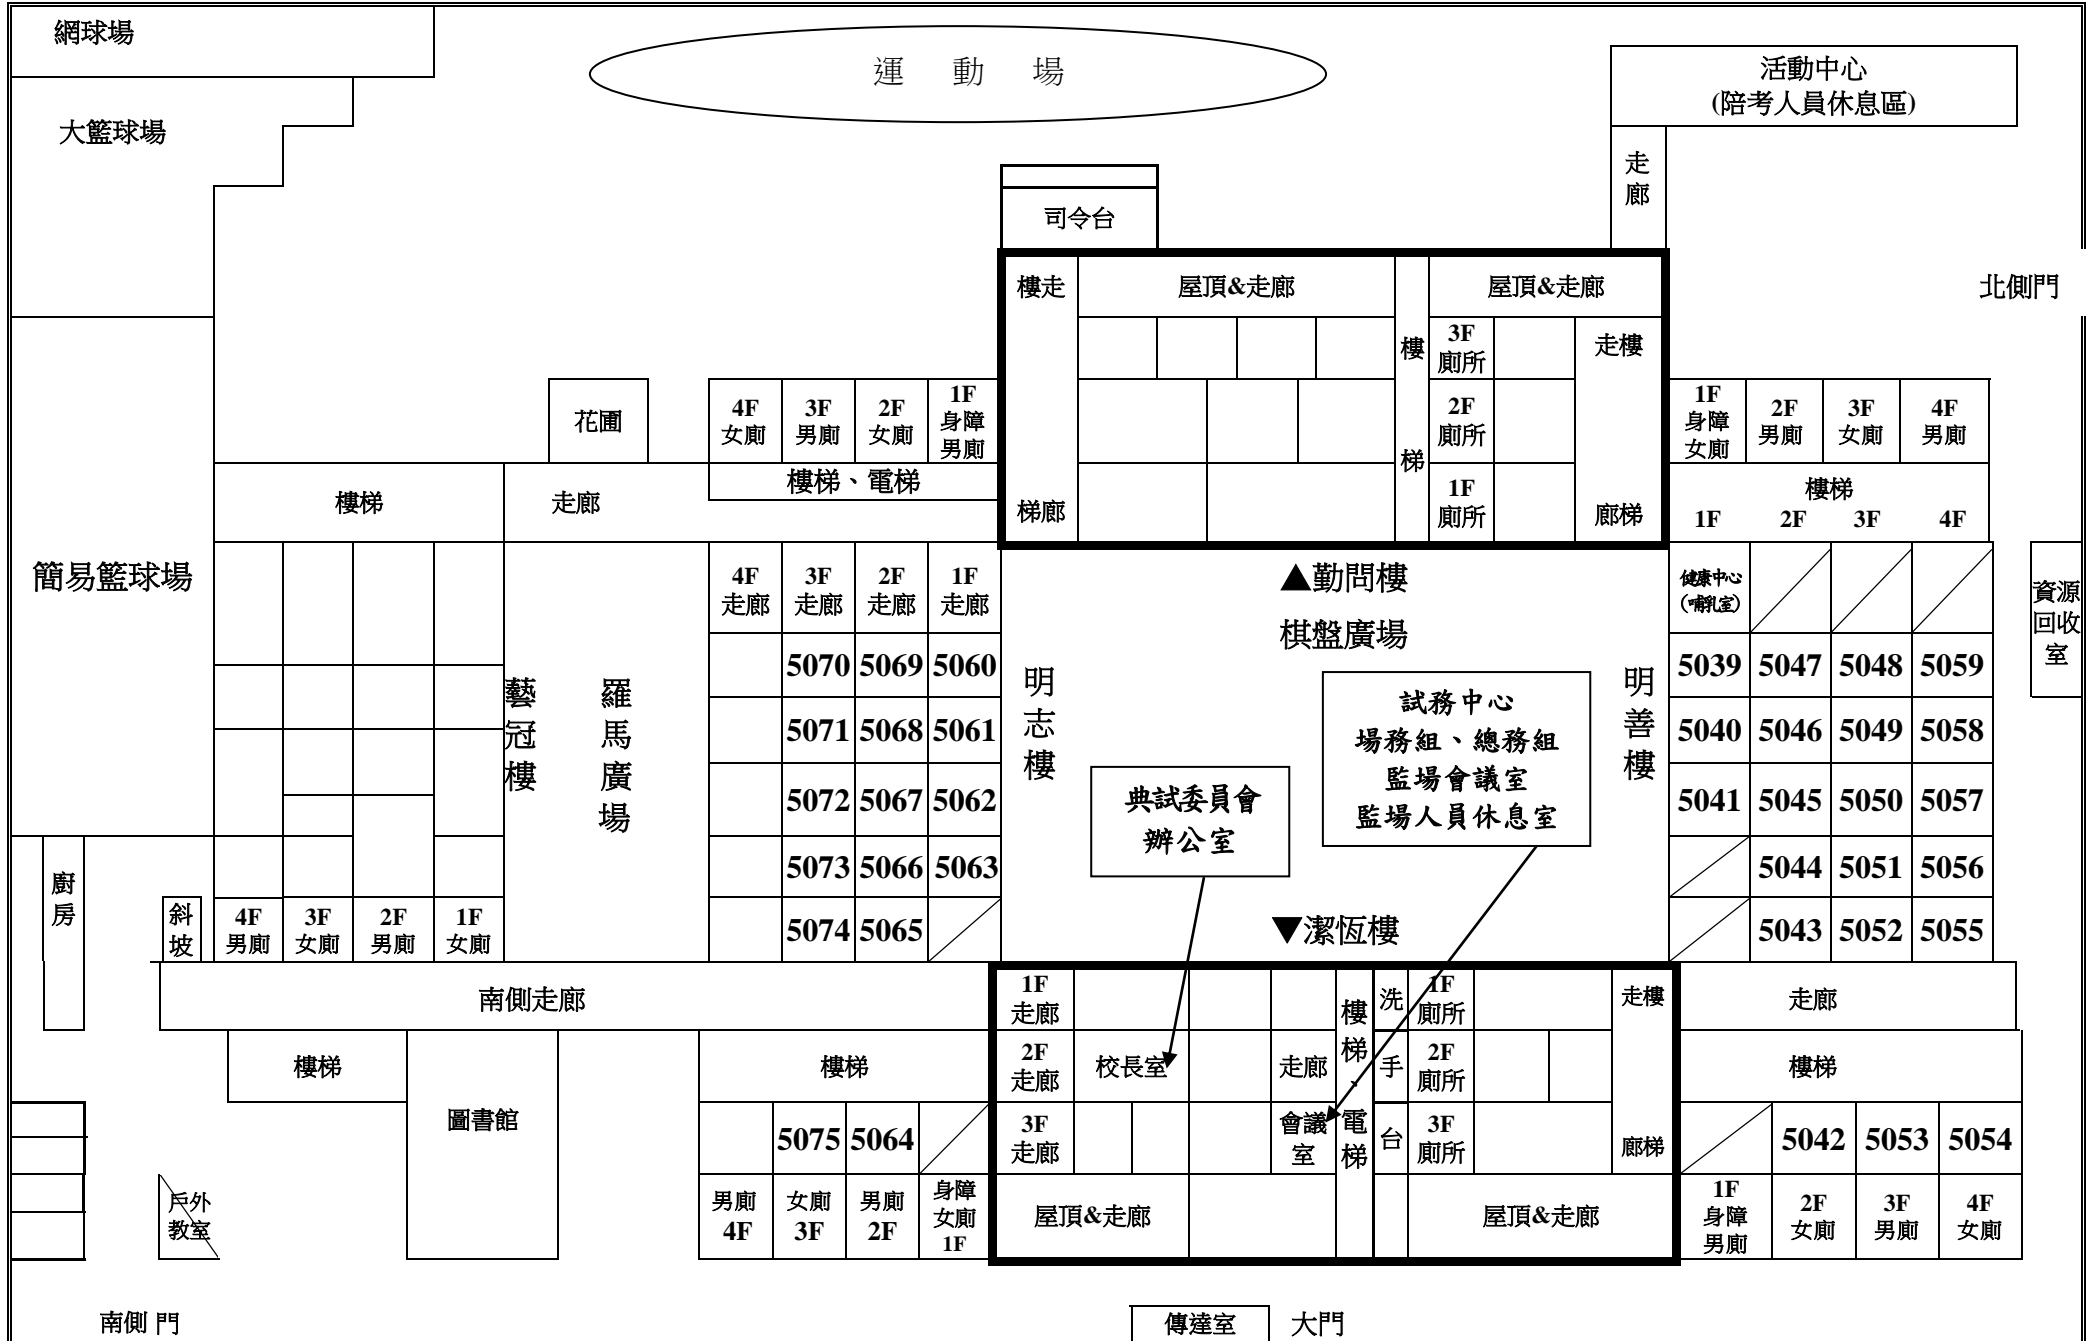 網球場
運 動 場
活動中心
(陪考人員休息區)
大籃球場
走廊
司令台
北側門
樓走
屋頂&走廊
樓
梯
屋頂&走廊
3F
廁所
走樓
2F
廁所
1F
廁所
梯廊
廊梯
花圃
4F
女廁
3F
男廁
2F
女廁
1F
身障
男廁
1F
身障
女廁
2F
男廁
3F
女廁
4F
男廁
樓梯
走廊
樓梯、電梯
樓梯
1F 2F 3F 4F
簡易籃球場
4F
走廊
3F
走廊
2F
走廊
1F
走廊
▲勤問樓
棋盤廣場
健康中心
(哺乳室)
資源
回收
室
藝冠樓
羅馬廣場
5070 5069 5060
5071 5068 5061
5072 5067 5062
5073 5066 5063
5074 5065
明志樓
典試委員會
辦公室
試務中心
場務組、總務組
監場會議室
監場人員休息室
明善樓
5039 5047 5048 5059
5040 5046 5049 5058
5041 5045 5050 5057
5044 5051 5056
5043 5052 5055
▼潔恆樓
廚房
斜坡
4F
男廁
3F
女廁
2F
男廁
1F
女廁
南側走廊
1F
走廊
樓梯、電梯
洗手台
1F
廁所
走樓
走廊
樓梯
圖書館
樓梯
2F
走廊
校長室
走廊
2F
廁所
樓梯
5075 5064
3F
走廊
會議
室
3F
廁所
廊梯
5042 5053 5054
戶外
教室
男廁
4F
女廁
3F
男廁
2F
身障
女廁
1F
屋頂&走廊
屋頂&走廊
1F
身障
男廁
2F
女廁
3F
男廁
4F
女廁
南側 門
傳達室
大門